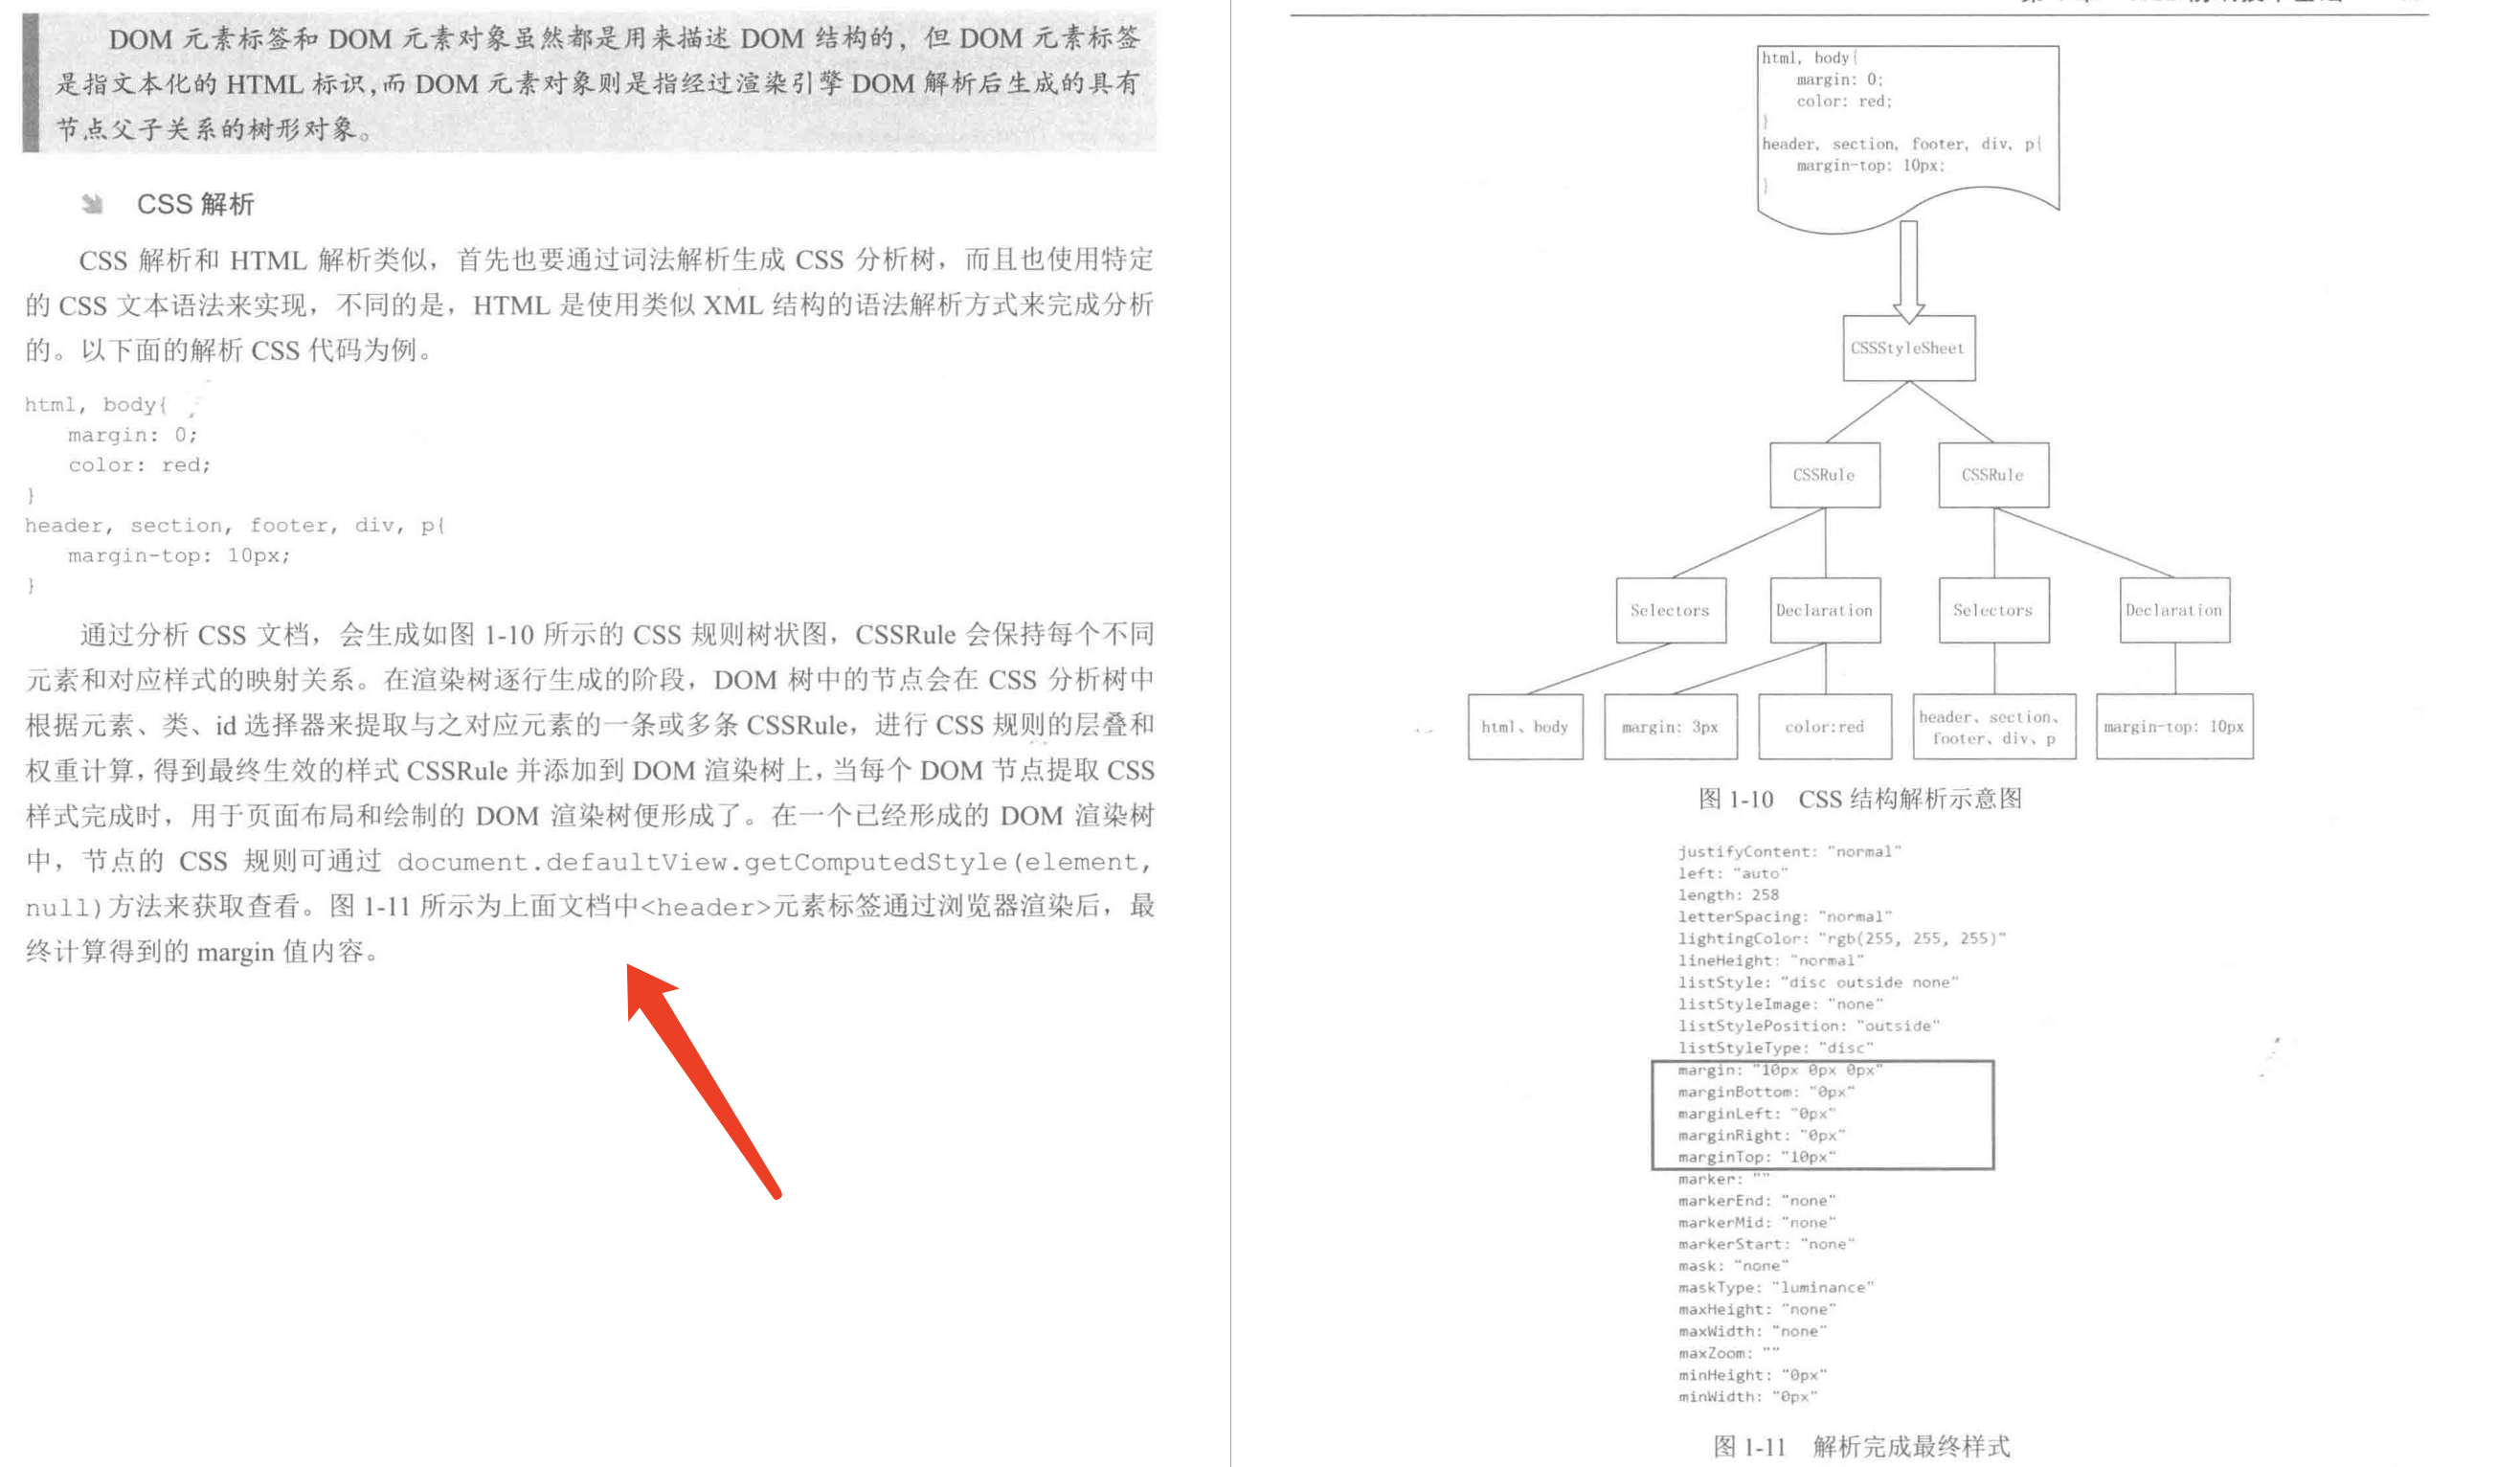 DOM 元素标签和 DOM 元素对象虽然都是用来描述 DOM 结构的，但 DOM 元素标签
是指文本化的 HTML 标识，而 DOM 元素对象则是指经过渲染引擎 DOM 解析后生成的具有
节点父子关系的树形对象。
CSS 解析
CSS 解析和 HTML 解析类似，首先也要通过词法解析生成 CSS 分析树，而且也使用特定
的 CSS 文本语法来实现，不同的是，HTML 是使用类似 XML 结构的语法解析方式来完成分析
的。以下面的解析 CSS 代码为例。
html, body{
margin: 0;
color: red;
}
header, section, footer, div, p{
margin-top: 10px;
}
通过分析 CSS 文档，会生成如图 1-10 所示的 CSS 规则树状图，CSSRule 会保持每个不同
元素和对应样式的映射关系。在渲染树逐行生成的阶段，DOM 树中的节点会在 CSS 分析树中
根据元素、类、id 选择器来提取与之对应元素的一条或多条 CSSRule，进行 CSS 规则的层叠和
权重计算，得到最终生效的样式 CSSRule 并添加到 DOM 渲染树上，当每个 DOM 节点提取 CSS
样式完成时，用于页面布局和绘制的 DOM 渲染树便形成了。在一个已经形成的 DOM 渲染树
中，节点的 CSS 规则可通过 document.defaultView.getComputedStyle(element,
null)方法来获取查看。图 1-11 所示为上面文档中<header>元素标签通过浏览器渲染后，最
终计算得到的 margin 值内容。
html, body{
margin: 0;
color: red;
}
header, section, footer, div, p{
margin-top: 10px;
}
CSSStyleSheet
CSSRule CSSRule
Selectors Declaration Selectors Declaration
html、body margin: 3px color:red header、section、 margin-top: 10px
footer、div、p
图 1-10 CSS 结构解析示意图
justifyContent: "normal"
left: "auto"
length: 258
letterSpacing: "normal"
lightingColor: "rgb(255, 255, 255)"
lineHeight: "normal"
listStyle: "disc outside none"
listStyleImage: "none"
listStylePosition: "outside"
listStyleType: "disc"
margin: "10px 0px 0px"
marginBottom: "0px"
marginLeft: "0px"
marginRight: "0px"
marginTop: "10px"
marker: ""
markerEnd: "none"
markerMid: "none"
markerStart: "none"
mask: "none"
maskType: "luminance"
maxHeight: "none"
maxWidth: "none"
maxZoom: ""
minHeight: "0px"
minWidth: "0px"
图 1-11 解析完成最终样式